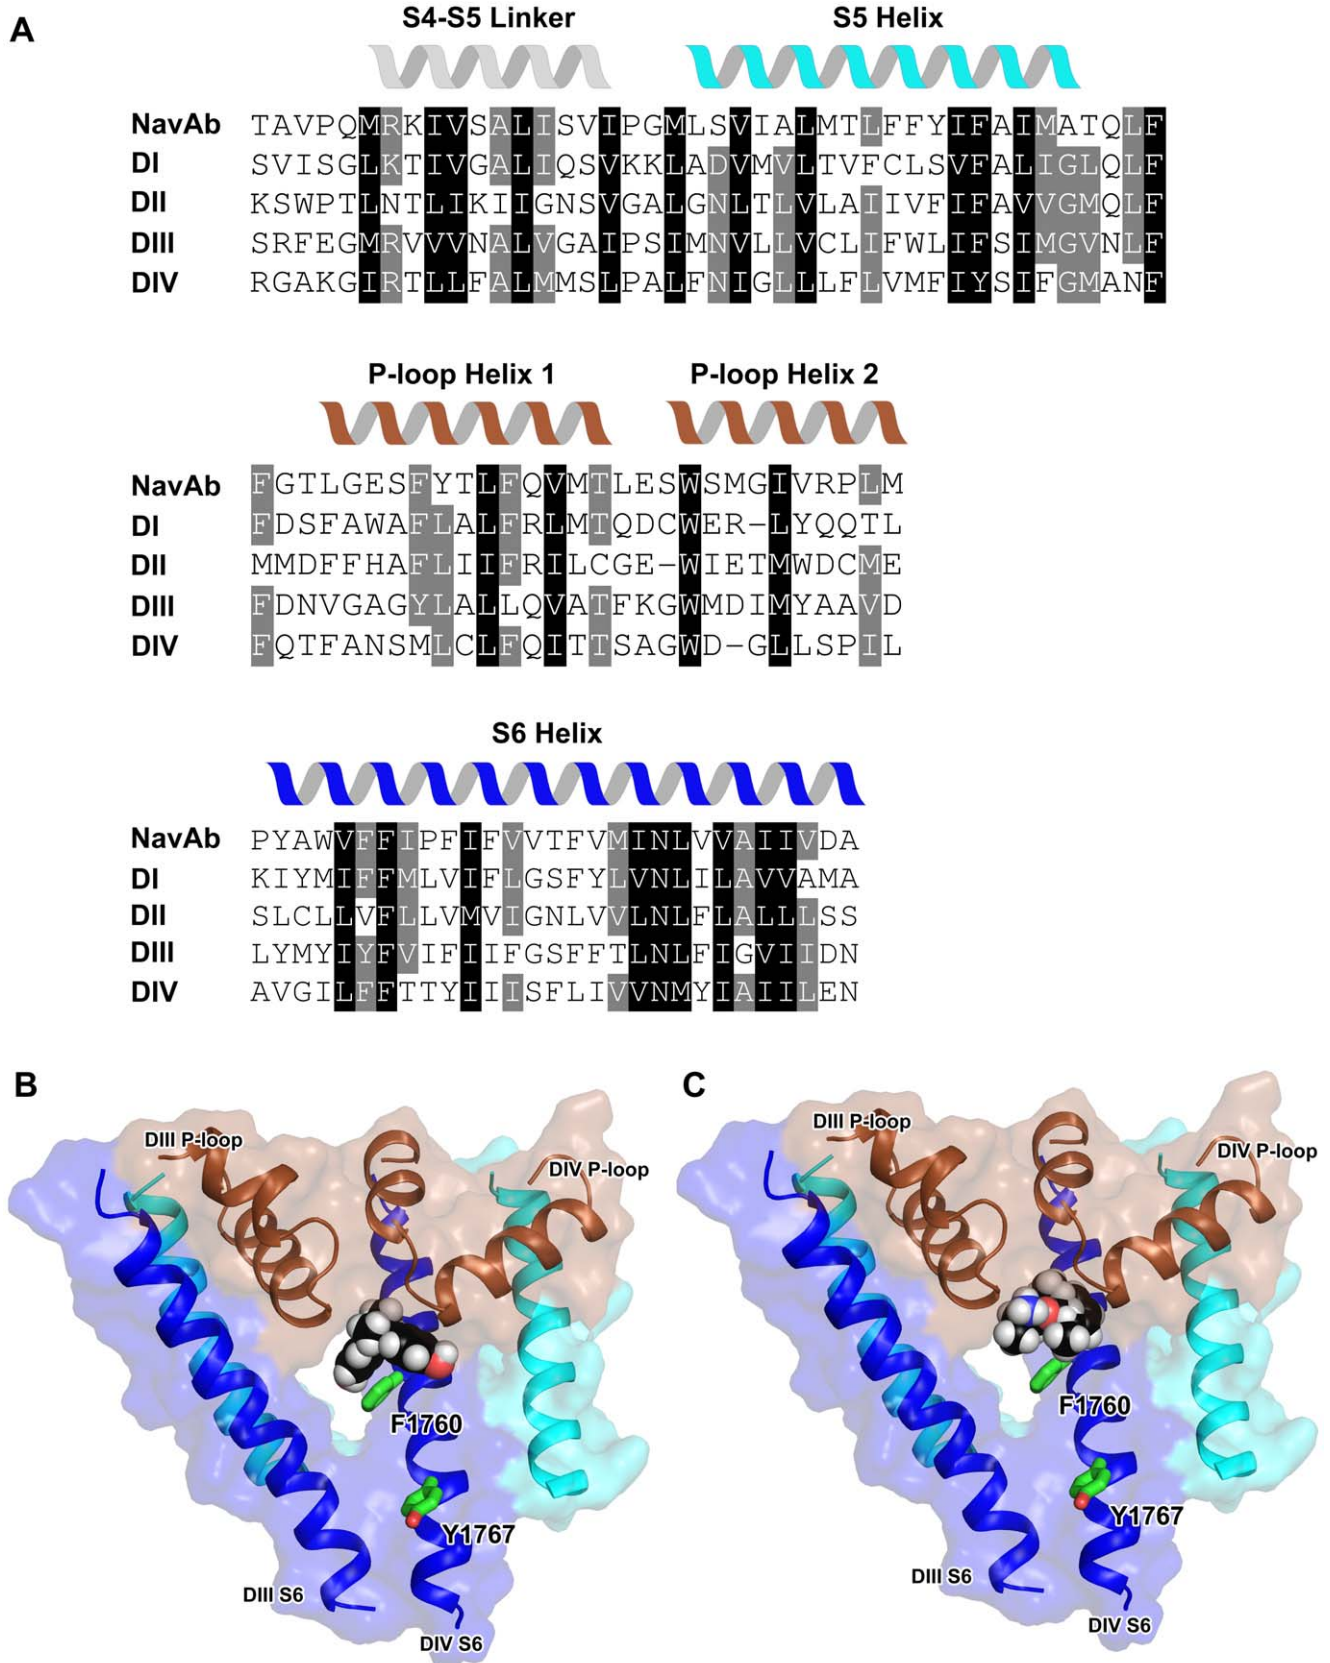 A
S4-S5 Linker S5 Helix
NavAb TAVPQMRKIVSALISVIPGMLSVIALMTLFFYIFAIMATQLF
DI SVISGLKTIVGALIQSVKKLADVMVLTVFCLSVFALIGLQLF
DII KSWPTLNTLIKIIGNSVGALGNLTLVLAIIVFIFAVVGMQLF
DIII SRFEGMRVVVNALVGAIPSIMNVLLVCLIFWLIFSIMGVNLF
DIV RGAKGIRTLLFALMMSLPALFNIGLLLFLVMFIYSIFGMANF
P-loop Helix 1 P-loop Helix 2
NavAb FGTLGESFYTLFQVMTLESWSMGIVRPLM
DI FDSFAWAFLALFRLMTQDCWER-LYQQTL
DII MMDFFHAFLIIFRILCGE-WIETMWDCME
DIII FDNVGAGYLALLQVATFKGWMDIMYAAVD
DIV FQTFANSMLCLFQITTSAGWD-GLLSPIL
S6 Helix
NavAb PYAWVFFIPFIFVVTFVMINLVVAIIVDA
DI KIYMIFFMLVIFLGSFYLVNLILAVVAMA
DII SLCLLVFLLVMVIGNLVVLNLFLALLLSS
DIII LYMYIYFVIFIIFGSFFTLNLFIGVIIDN
DIV AVGILFFTTYIIISFLIVVNMYIAIILEN
B
DIII P-loop
DIV P-loop
F1760
Y1767
DIII S6
DIV S6
C
DIII P-loop
DIV P-loop
F1760
Y1767
DIII S6
DIV S6